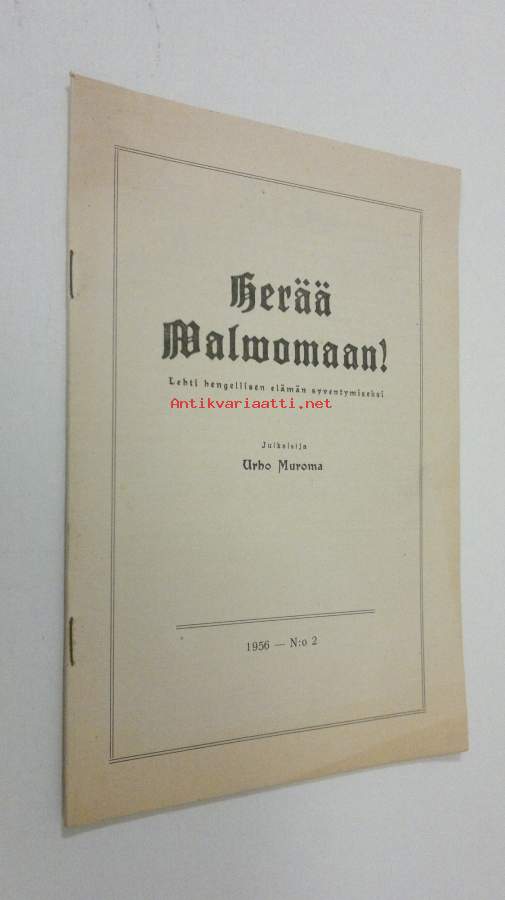 Herää
Walwomaan!
Lehti hengellisen elämän syventymiseksi
Antikvariaatti.net
Julkaisija
Urho Muroma
1956 — N:o 2